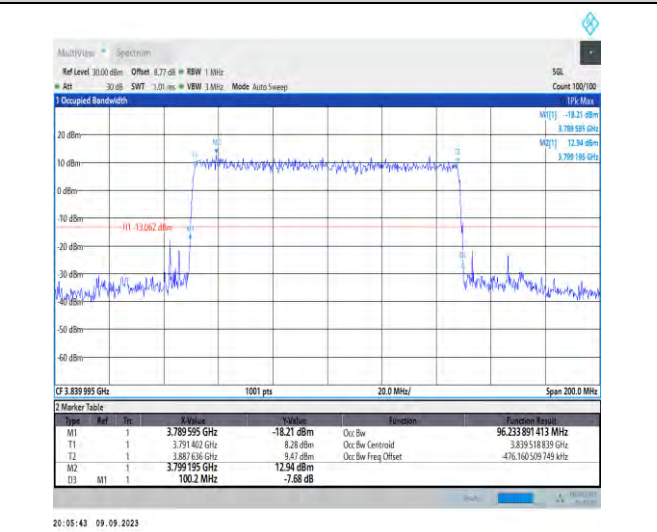 MultiView Spectrum
Ref Level 30.00 dBm Offset 8.77 dB RBW 1 MHz SGL
Att 30 dB SWT 1.01 ms VBW 3 MHz Mode Auto Sweep Count 100/100
1 Occupied Bandwidth 1Pk Max
M1[1] -18.21 dBm
3.789 595 GHz
M2[1] 12.94 dBm
3.799 195 GHz
20 dBm
10 dBm
0 dBm
-10 dBm
H1 -13.062 dBm
-20 dBm
-30 dBm
-40 dBm
-50 dBm
-60 dBm
CF 3.839 995 GHz 1001 pts 20.0 MHz/ Span 200.0 MHz
2 Marker Table
Type Ref Trc X-Value Y-Value Function Function Result
M1 1 3.789 595 GHz -18.21 dBm Occ Bw 96.233 891 413 MHz
T1 1 3.791 402 GHz 8.28 dBm Occ Bw Centroid 3.839 518 839 GHz
T2 1 3.887 636 GHz 9.47 dBm Occ Bw Freq Offset -476.160 509 749 kHz
M2 1 3.799 195 GHz 12.94 dBm
D3 M1 1 100.2 MHz -7.68 dB
20:05:43 09.09.2023